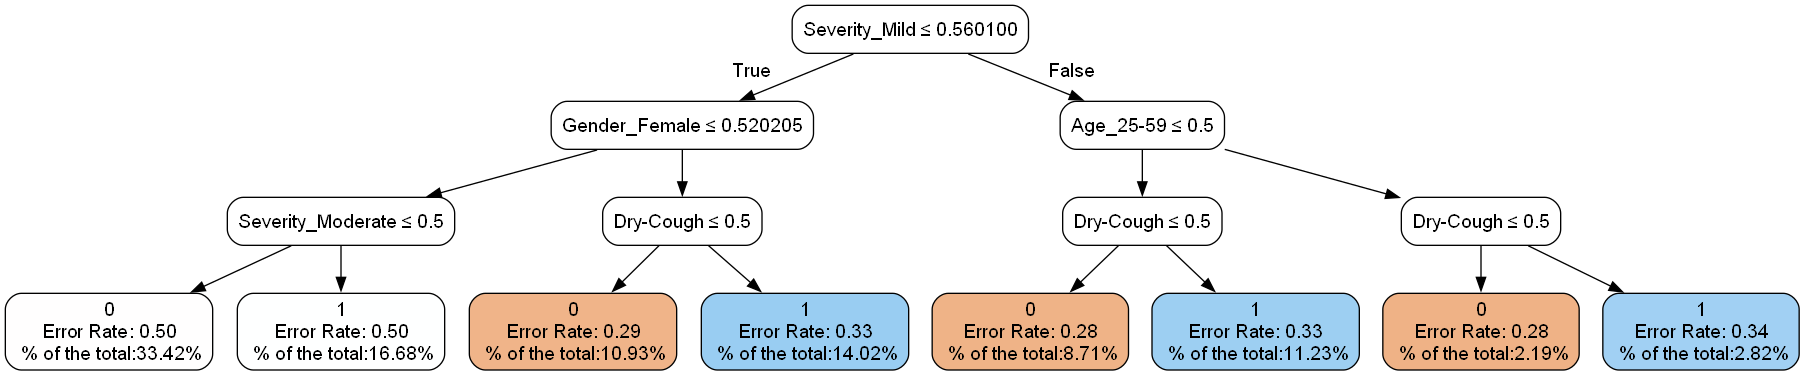 Severity_Mild ≤ 0.560100
True
False
Gender_Female ≤ 0.520205
Age_25-59 ≤ 0.5
Severity_Moderate ≤ 0.5
Dry-Cough ≤ 0.5
Dry-Cough ≤ 0.5
Dry-Cough ≤ 0.5
0
Error Rate: 0.50
% of the total:33.42%
1
Error Rate: 0.50
% of the total:16.68%
0
Error Rate: 0.29
% of the total:10.93%
1
Error Rate: 0.33
% of the total:14.02%
0
Error Rate: 0.28
% of the total:8.71%
1
Error Rate: 0.33
% of the total:11.23%
0
Error Rate: 0.28
% of the total:2.19%
1
Error Rate: 0.34
% of the total:2.82%